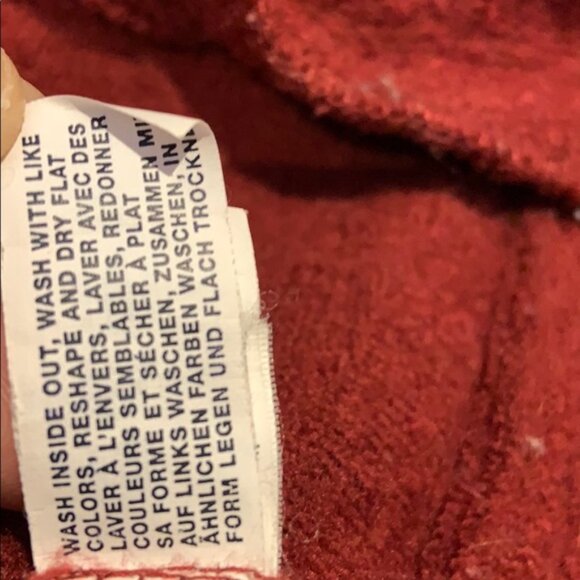 WASH INSIDE OUT, WASH WITH LIKE
COLORS, RESHAPE AND DRY FLAT
LAVER À L'ENVERS, LAVER AVEC DES
COULEURS SEMBLABLES, REDONNER
SA FORME ET SÉCHER À PLAT
AUF LINKS WASCHEN, ZUSAMMEN MIT
ÄHNLICHEN FARBEN WASCHEN IN
FORM LEGEN UND FLACH